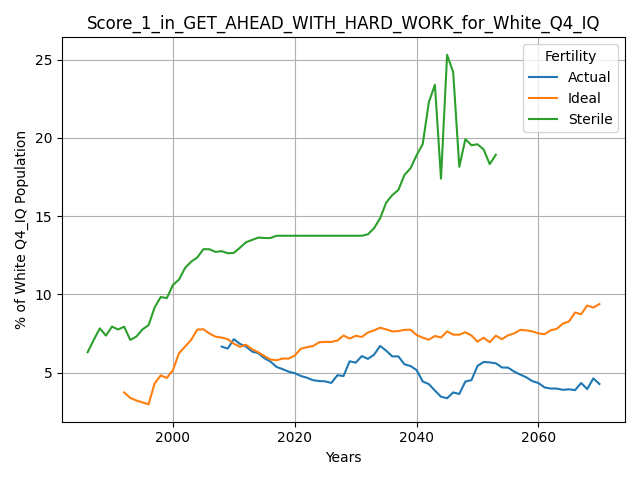 Score_1_in_GET_AHEAD_WITH_HARD_WORK_for_White_Q4_IQ
Fertility
Actual
Ideal
Sterile
% of White Q4_IQ Population
25
20
15
10
5
2000
2020
2040
2060
Years